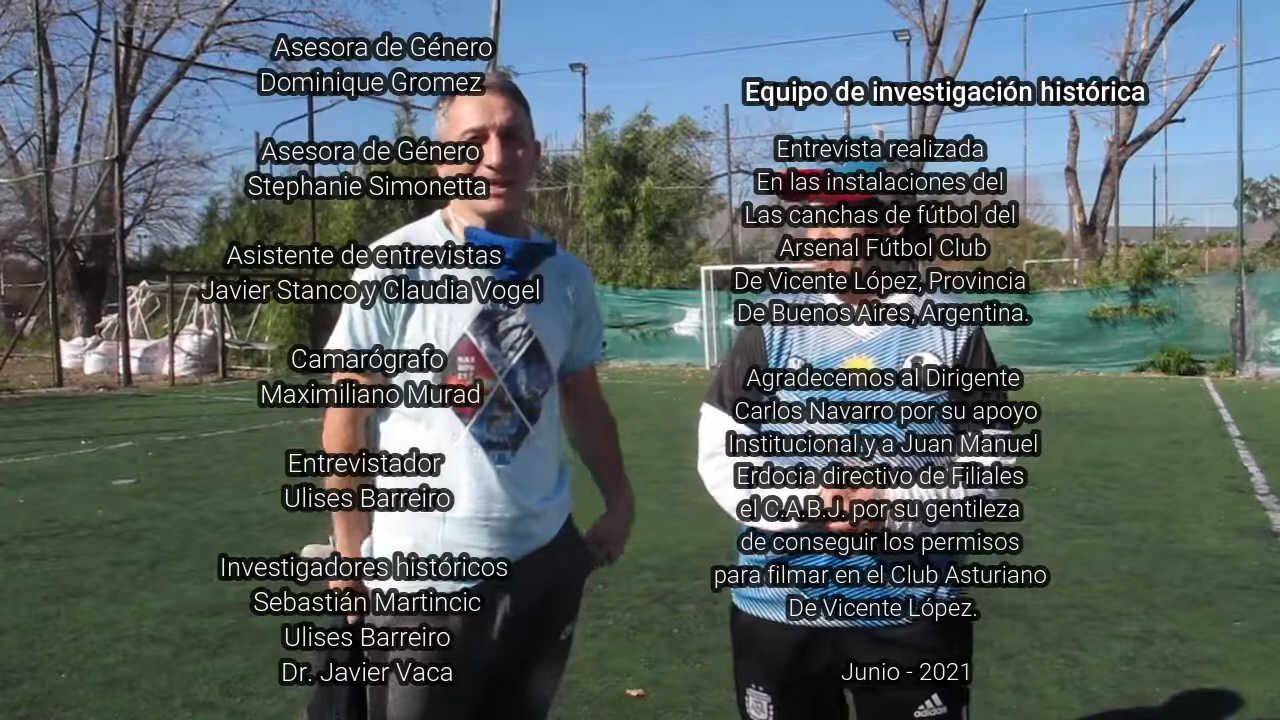 Asesora de Género
Dominique Gromez
Asesora de Género
Stephanie Simonetta
Asistente de entrevistas
Javier Stanco y Claudia Vogel
Camarógrafo
Maximiliano Murad
Entrevistador
Ulises Barreiro
Investigadores históricos
Sebastián Martincic
Ulises Barreiro
Dr. Javier Vaca
Equipo de investigación histórica
Entrevista realizada
En las instalaciones del
Las canchas de fútbol del
Arsenal Fútbol Club
De Vicente López, Provincia
De Buenos Aires, Argentina.
Agradecemos al Dirigente
Carlos Navarro por su apoyo
Institucional y a Juan Manuel
Erdocia directivo de Filiales
el C.A.B.J. por su gentileza
de conseguir los permisos
para filmar en el Club Asturiano
De Vicente López.
Junio - 2021
adidas